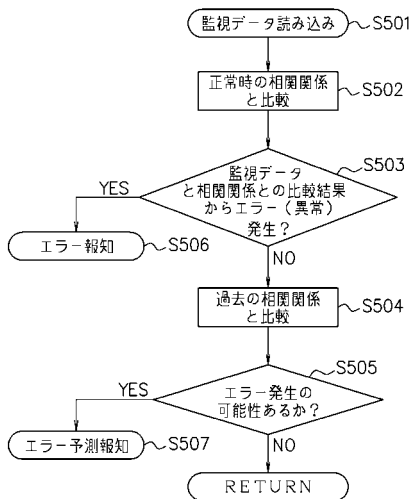 監視データ読み込み S501
正常時の相関関係
と比較 S502
S503
監視データ
と相関関係との比較結果
からエラー(異常)
発生?
YES
エラー報知 S506
NO
過去の相関関係
と比較 S504
S505
エラー発生の
可能性あるか?
YES
エラー予測報知 S507
NO
RETURN